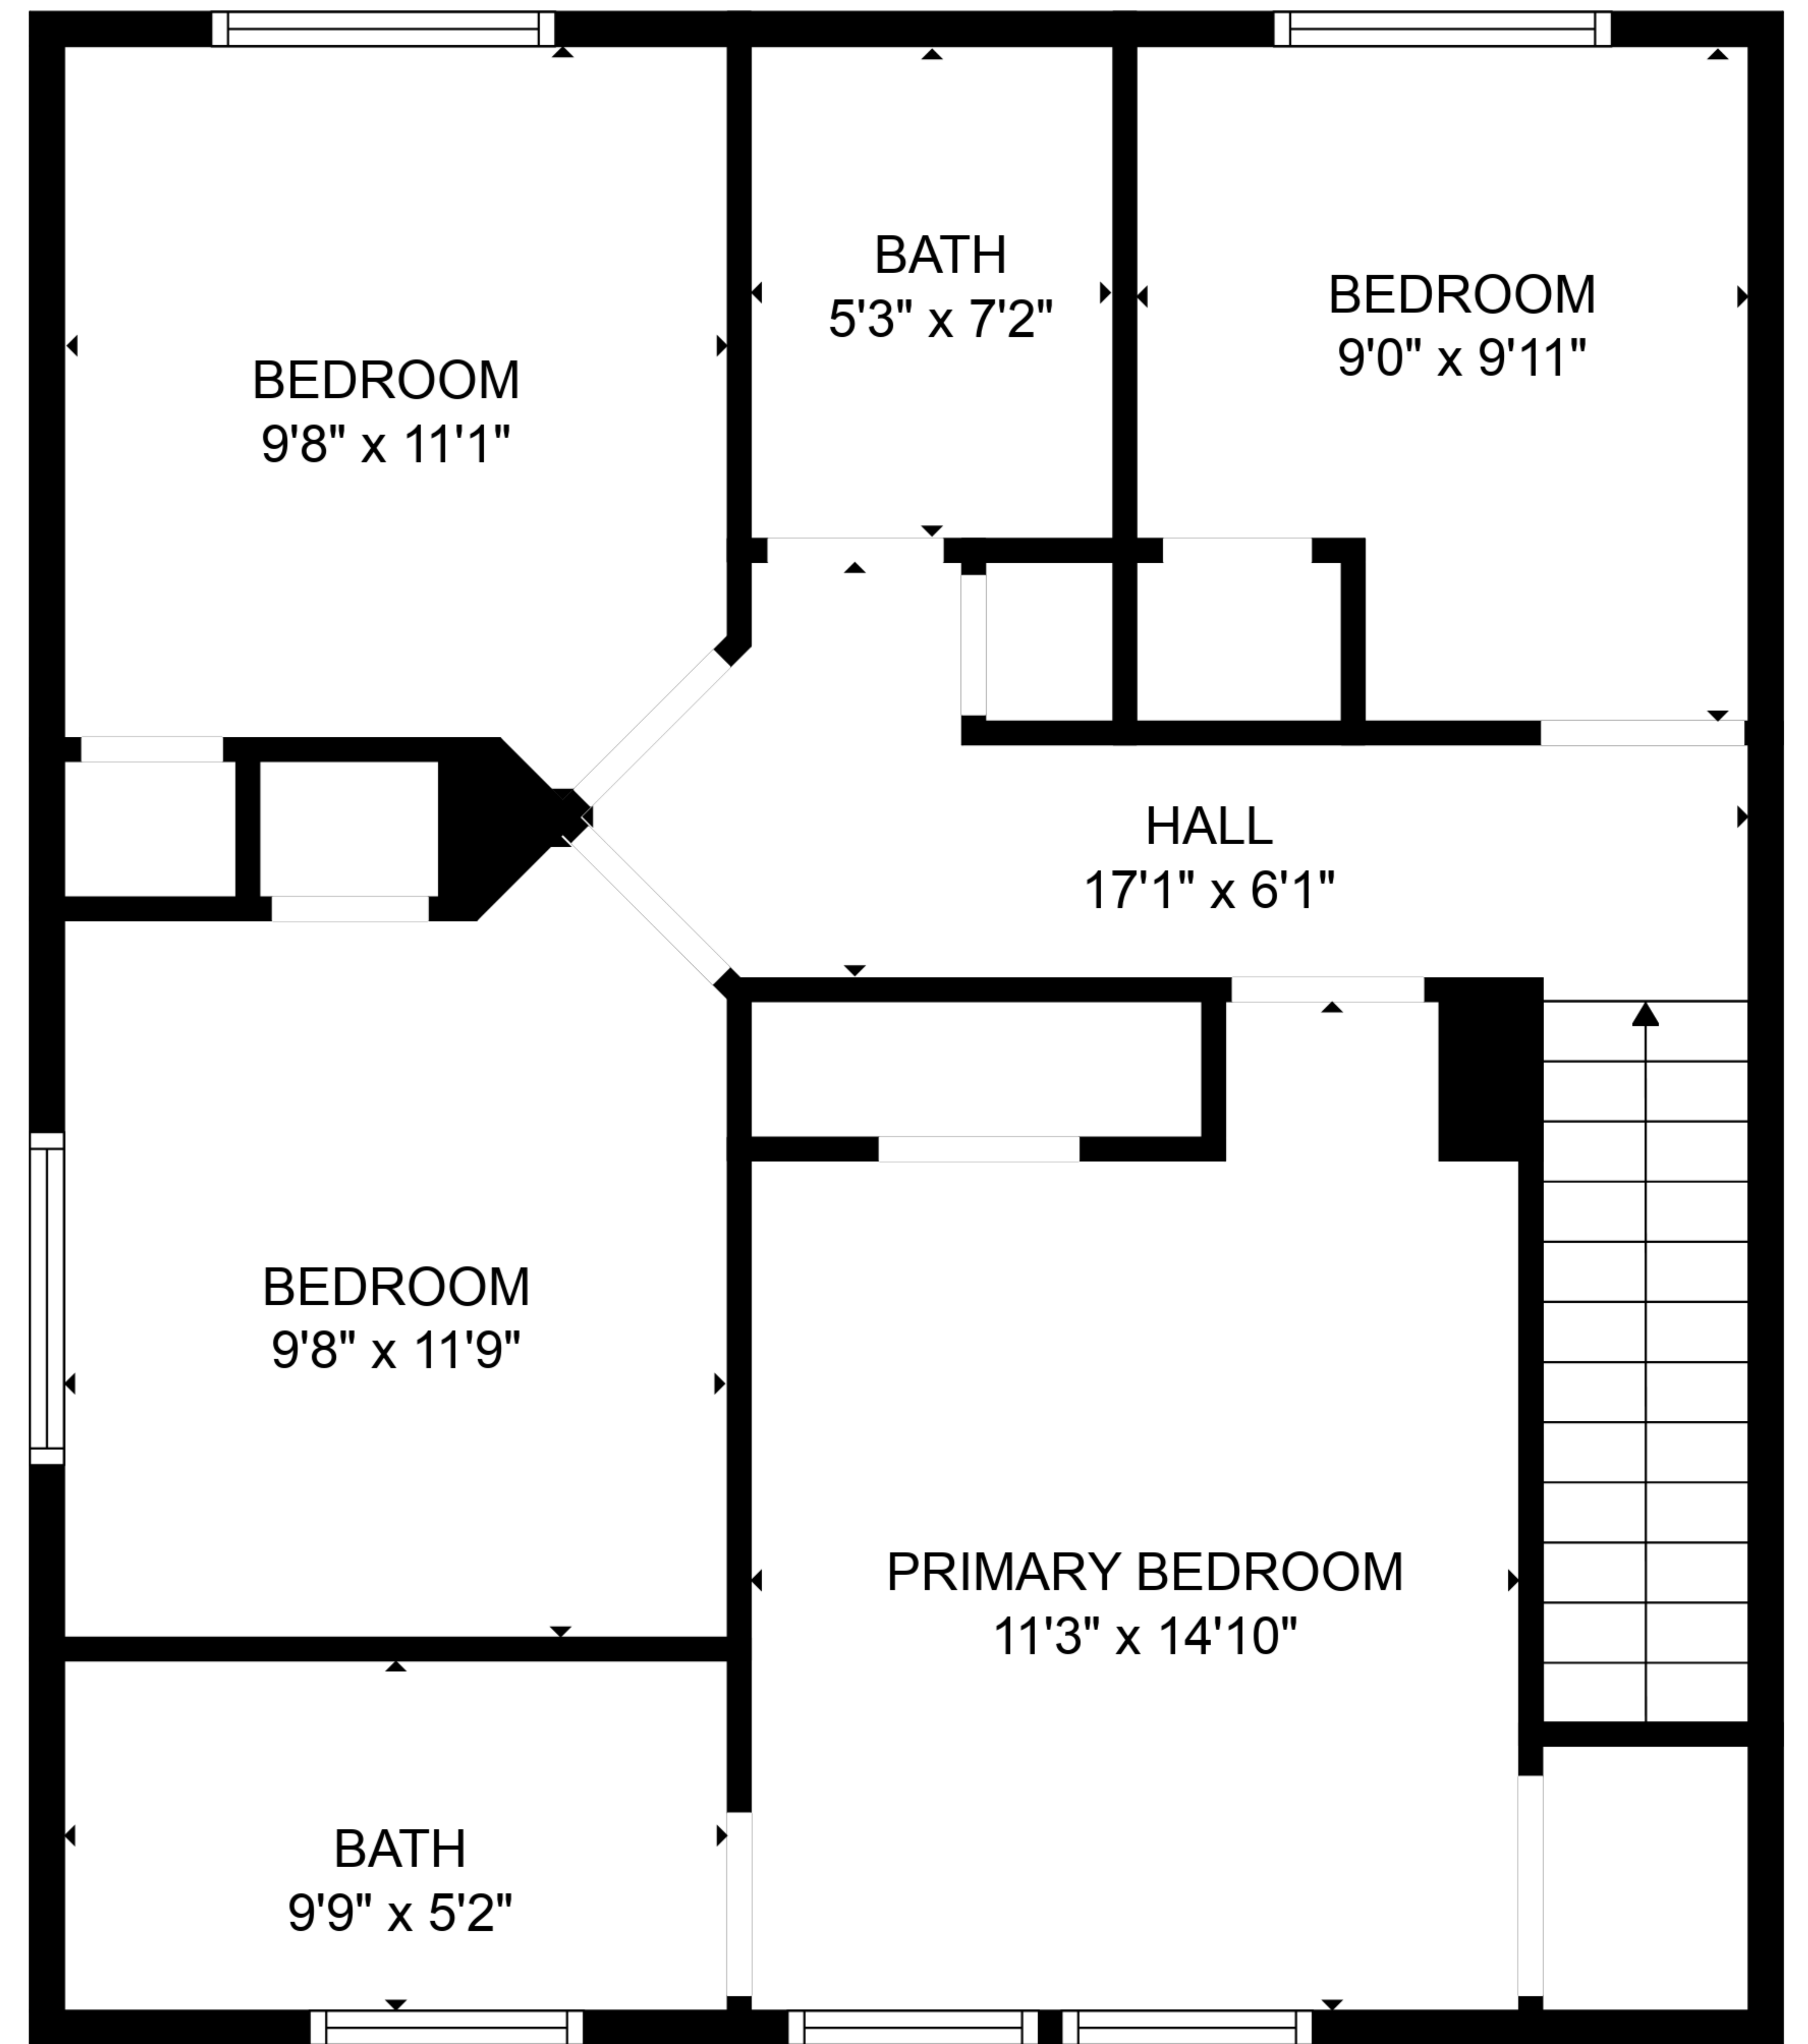 BATH
5'3" x 7'2"
BEDROOM
9'0" x 9'11"
BEDROOM
9'8" x 11'1"
HALL
17'1" x 6'1"
BEDROOM
9'8" x 11'9"
PRIMARY BEDROOM
11'3" x 14'10"
BATH
9'9" x 5'2"